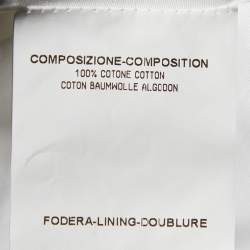 COMPOSIZIONE-COMPOSITION
100% COTONE COTTON
COTON BAUMWOLLE ALGODON
FODERA-LINING-DOUBLURE